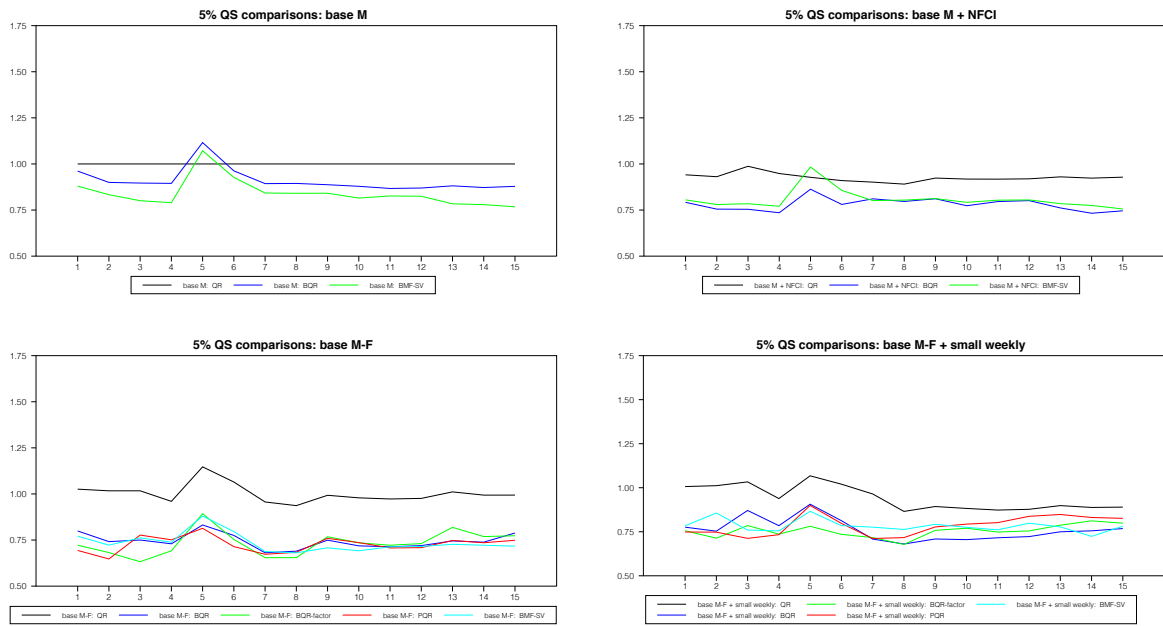 5% QS comparisons: base M
1.75
1.50
1.25
1.00
0.75
0.50
1 2 3 4 5 6 7 8 9 10 11 12 13 14 15
base M: QR base M: BQR base M: BMF-SV
5% QS comparisons: base M + NFCI
1.75
1.50
1.25
1.00
0.75
0.50
1 2 3 4 5 6 7 8 9 10 11 12 13 14 15
base M + NFCI: QR base M + NFCI: BQR base M + NFCI: BMF-SV
5% QS comparisons: base M-F
1.75
1.50
1.25
1.00
0.75
0.50
1 2 3 4 5 6 7 8 9 10 11 12 13 14 15
base M-F: QR base M-F: BQR base M-F: BQR-factor base M-F: PQR base M-F: BMF-SV
5% QS comparisons: base M-F + small weekly
1.75
1.50
1.25
1.00
0.75
0.50
1 2 3 4 5 6 7 8 9 10 11 12 13 14 15
base M-F + small weekly: QR base M-F + small weekly: BQR-factor base M-F + small weekly: BMF-SV
base M-F + small weekly: BQR base M-F + small weekly: PQR